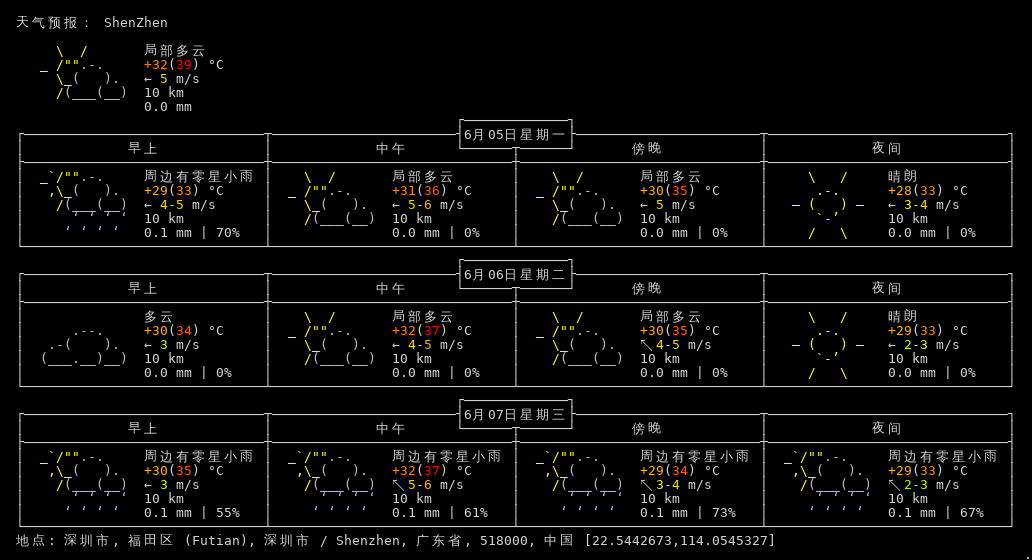 天气预报： ShenZhen
局部多云
+32(39) °C
← 5 m/s
10 km
0.0 mm
6月05日星期一
早上 中午 傍晚 夜间
周边有零星小雨 局部多云 局部多云 晴朗
+29(33) °C +31(36) °C +30(35) °C +28(33) °C
← 4-5 m/s ← 5-6 m/s ← 5 m/s ← 3-4 m/s
10 km 10 km 10 km 10 km
0.1 mm | 70% 0.0 mm | 0% 0.0 mm | 0% 0.0 mm | 0%
6月06日星期二
早上 中午 傍晚 夜间
多云 局部多云 局部多云 晴朗
+30(34) °C +32(37) °C +30(35) °C +29(33) °C
← 3 m/s ← 4-5 m/s ↖ 4-5 m/s ← 2-3 m/s
10 km 10 km 10 km 10 km
0.0 mm | 0% 0.0 mm | 0% 0.0 mm | 0% 0.0 mm | 0%
6月07日星期三
早上 中午 傍晚 夜间
周边有零星小雨 周边有零星小雨 周边有零星小雨 周边有零星小雨
+30(35) °C +32(37) °C +29(34) °C +29(33) °C
← 3 m/s ↖ 5-6 m/s ↖ 3-4 m/s ↖ 2-3 m/s
10 km 10 km 10 km 10 km
0.1 mm | 55% 0.1 mm | 61% 0.1 mm | 73% 0.1 mm | 67%
地点: 深圳市, 福田区 (Futian), 深圳市 / Shenzhen, 广东省, 518000, 中国 [22.5442673,114.0545327]